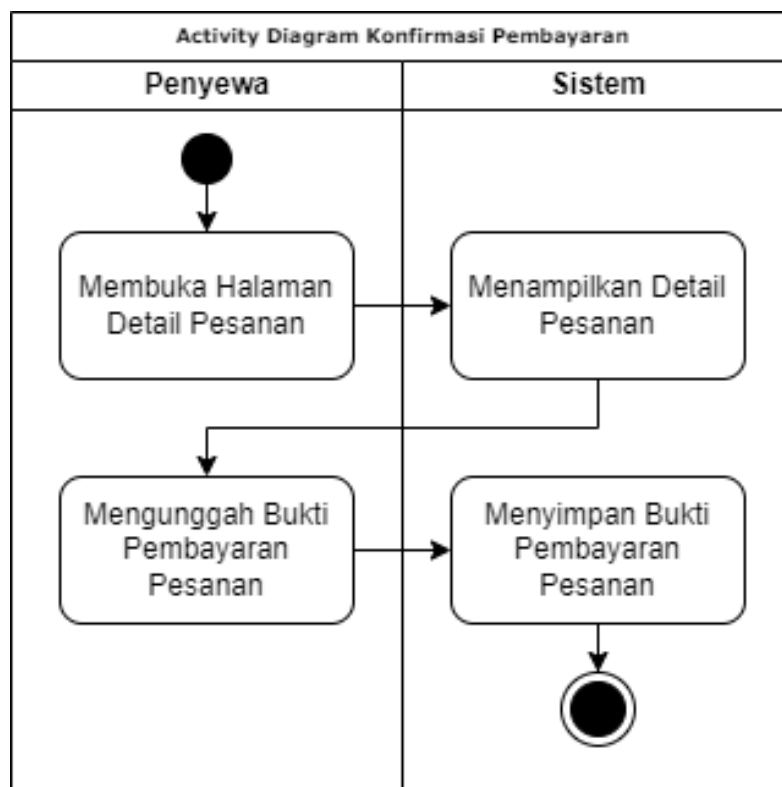 Activity Diagram Konfirmasi Pembayaran
Penyewa
Sistem
Membuka Halaman
Detail Pesanan
Menampilkan Detail
Pesanan
Mengunggah Bukti
Pembayaran
Pesanan
Menyimpan Bukti
Pembayaran
Pesanan